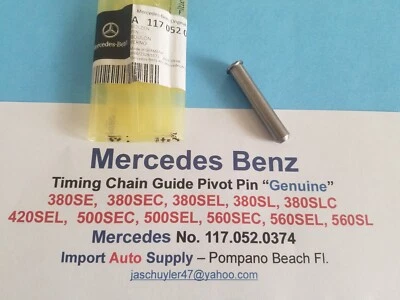 Mercedes-Benz
A 117 052 0
Mercedes Benz
Timing Chain Guide Pivot Pin “Genuine”
380SE, 380SEC, 380SEL, 380SL, 380SLC
420SEL, 500SEC, 500SEL, 560SEC, 560SEL, 560SL
Mercedes No. 117.052.0374
Import Auto Supply – Pompano Beach Fl.
jaschuyler47@yahoo.com